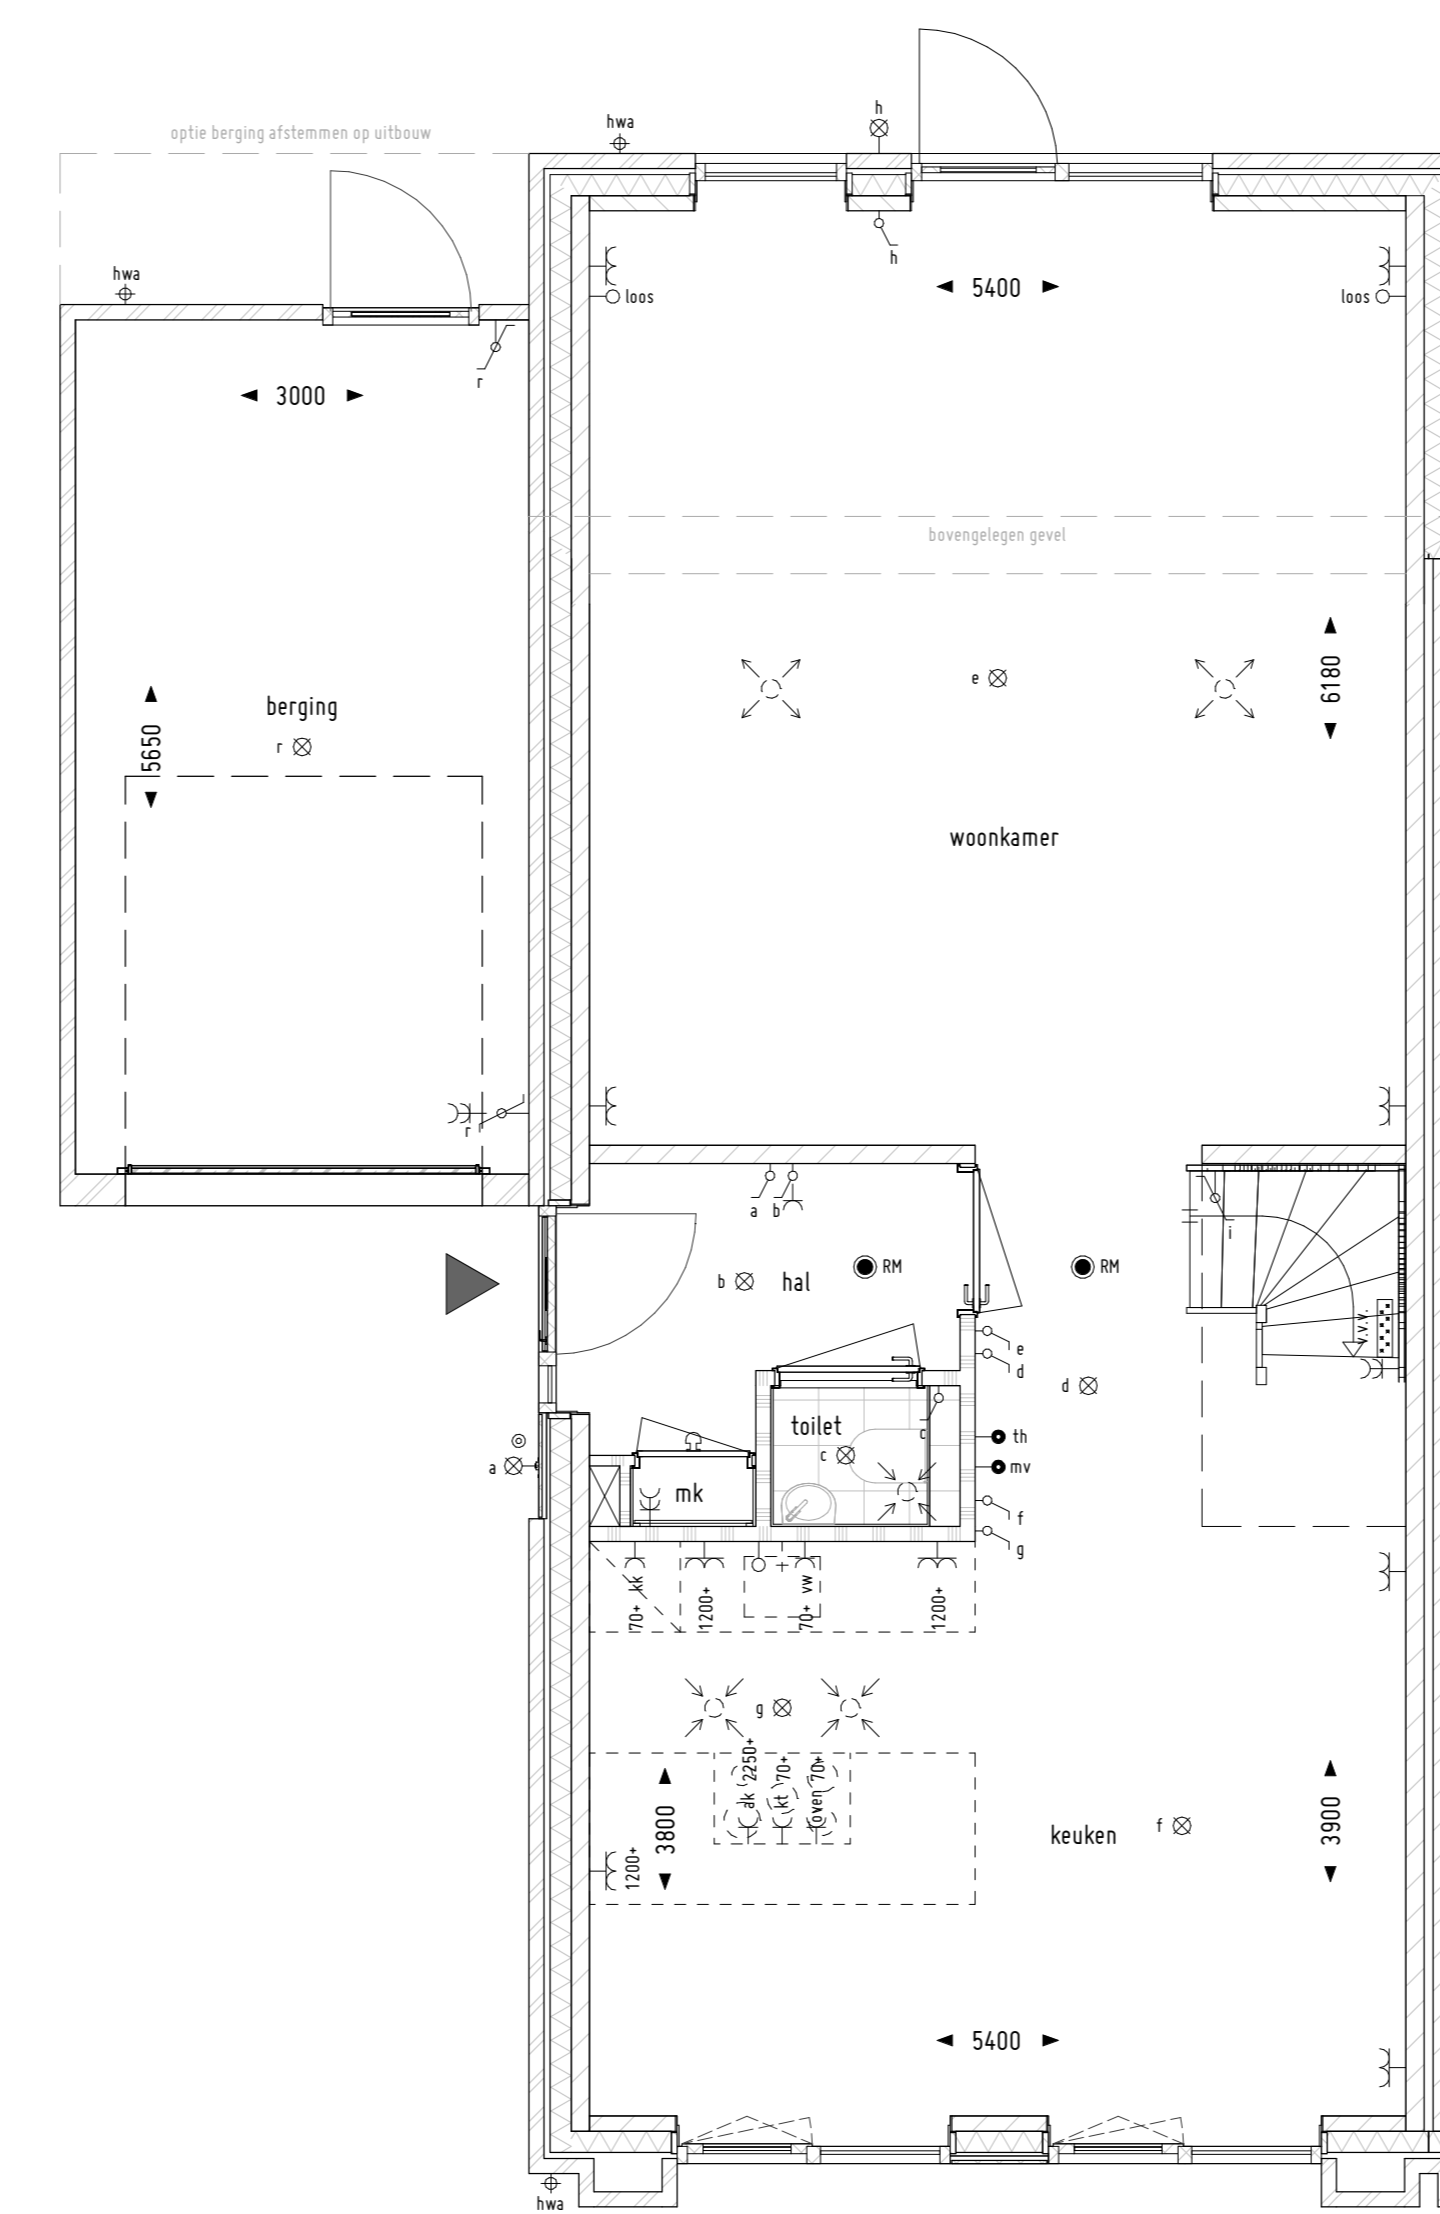 h
hwa
optie berging afstemmen op uitbouw
h
hwa
loos
5400
loos
r
3000
bovengelegen gevel
e
6180
berging
5650
r
woonkamer
r
a b
i
b
hal
RM
RM
v.v.v.
e
d
d
toilet
c
c
th
a
mk
mv
f
g
70+ kk
1200+
70+ vw
1200+
g
2250+
70+
70+
ak
kt
oven
3800
keuken
f
3900
1200+
5400
hwa